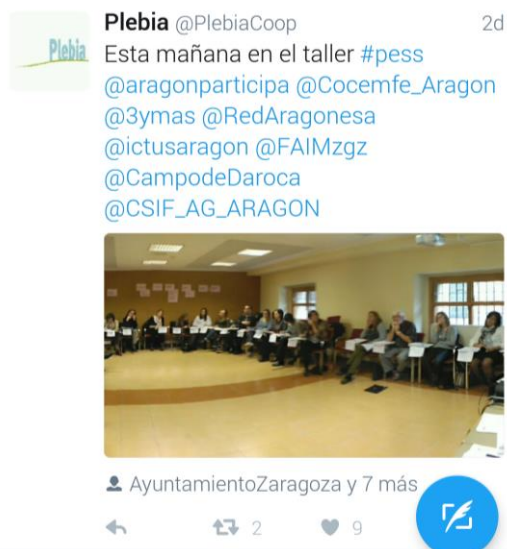 Plebia @PlebiaCoop 2d
Plebia
Esta mañana en el taller #pess
@aragonparticipa @Cocemfe_Aragon
@3ymas @RedAragonesa
@ictusaragon @FAIMzgz
@CampodeDaroca
@CSIF_AG_ARAGON
AyuntamientoZaragoza y 7 más
2 9